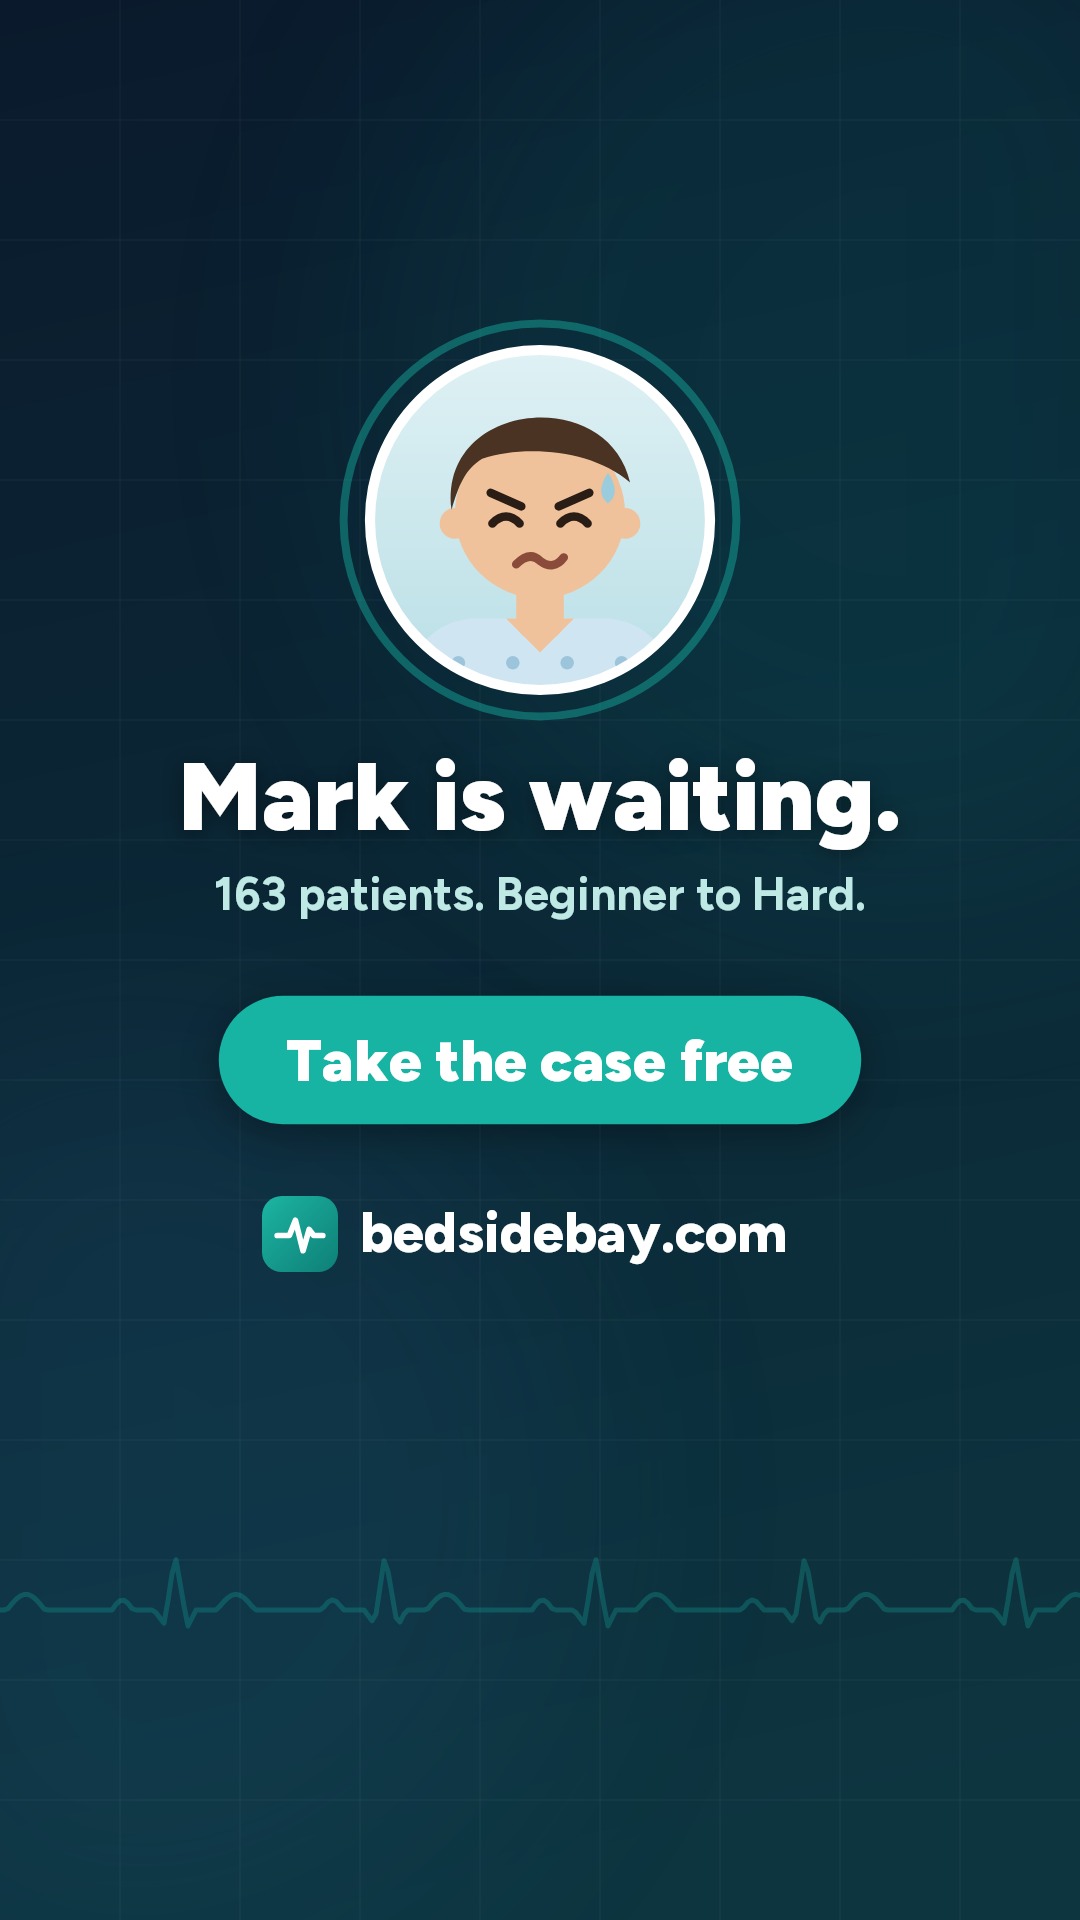 Mark is waiting.
163 patients. Beginner to Hard.
Take the case free
bedsidebay.com